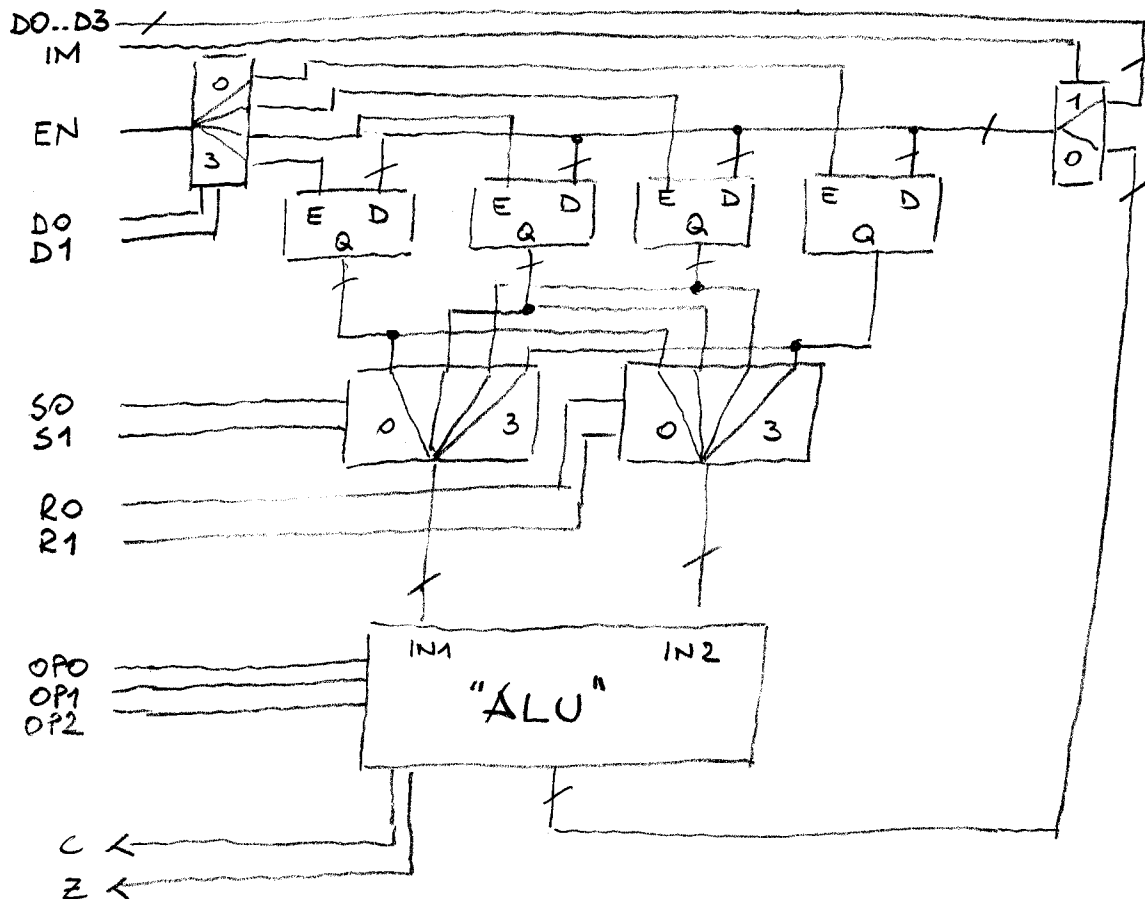 D0..D3
IM
EN
0
3
1
0
D0
D1
E D
Q
E D
Q
E D
Q
E D
Q
S0
S1
0 3
0 3
R0
R1
IN1 IN2
OP0
OP1
OP2
"ALU"
C
Z